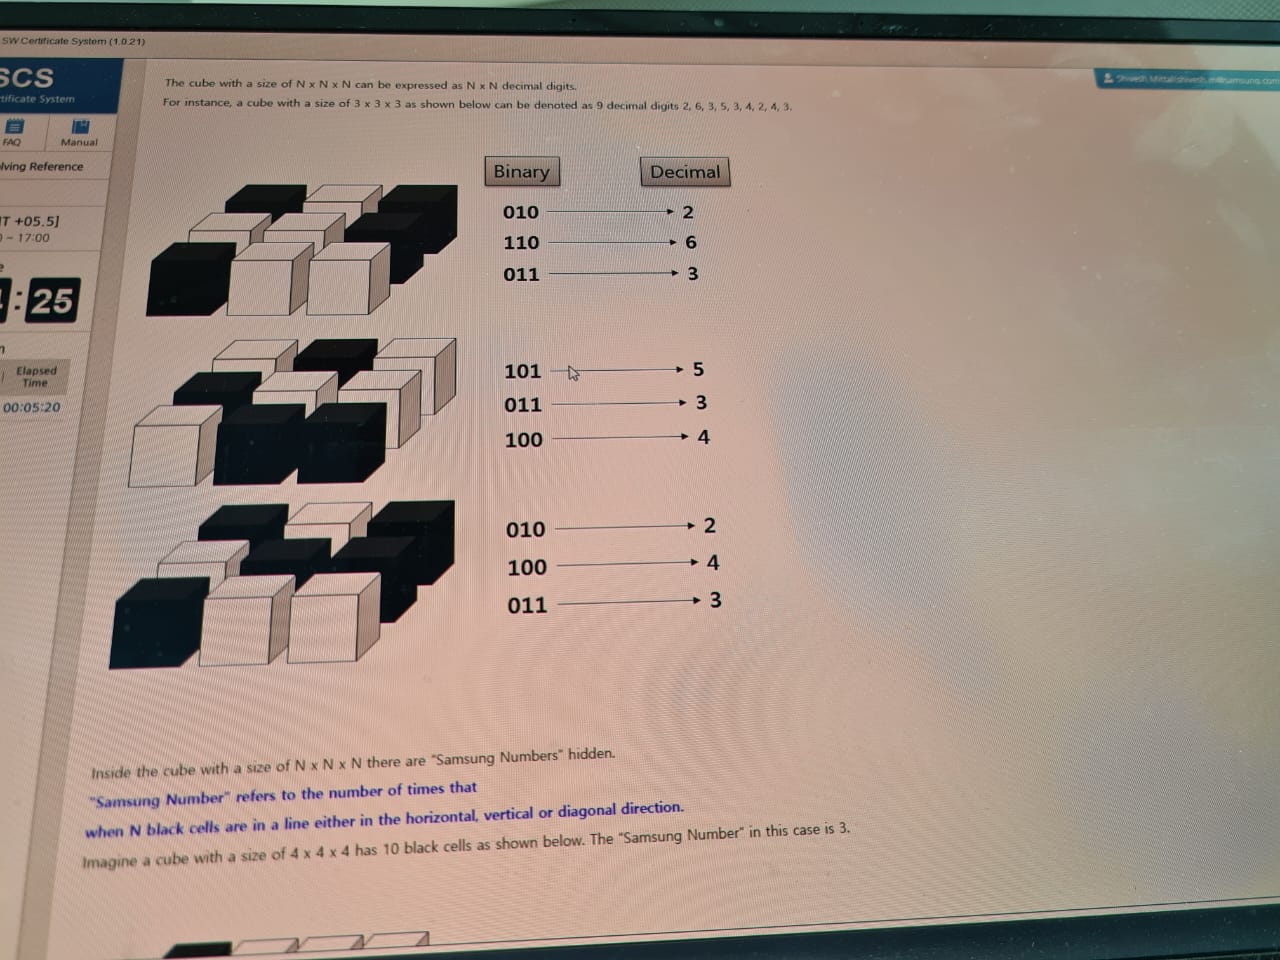 SW Certificate System (1.0.21)
SCS
tificate System
FAQ
Manual
lving Reference
T +05.5]
) ~ 17:00
:25
Elapsed
Time
00:05:20
The cube with a size of N x N x N can be expressed as N x N decimal digits.
For instance, a cube with a size of 3 x 3 x 3 as shown below can be denoted as 9 decimal digits 2, 6, 3, 5, 3, 4, 2, 4, 3.
Binary Decimal
010 2
110 6
011 3
101 5
011 3
100 4
010 2
100 4
011 3
Inside the cube with a size of N x N x N there are "Samsung Numbers" hidden.
"Samsung Number" refers to the number of times that
when N black cells are in a line either in the horizontal, vertical or diagonal direction.
Imagine a cube with a size of 4 x 4 x 4 has 10 black cells as shown below. The "Samsung Number" in this case is 3.